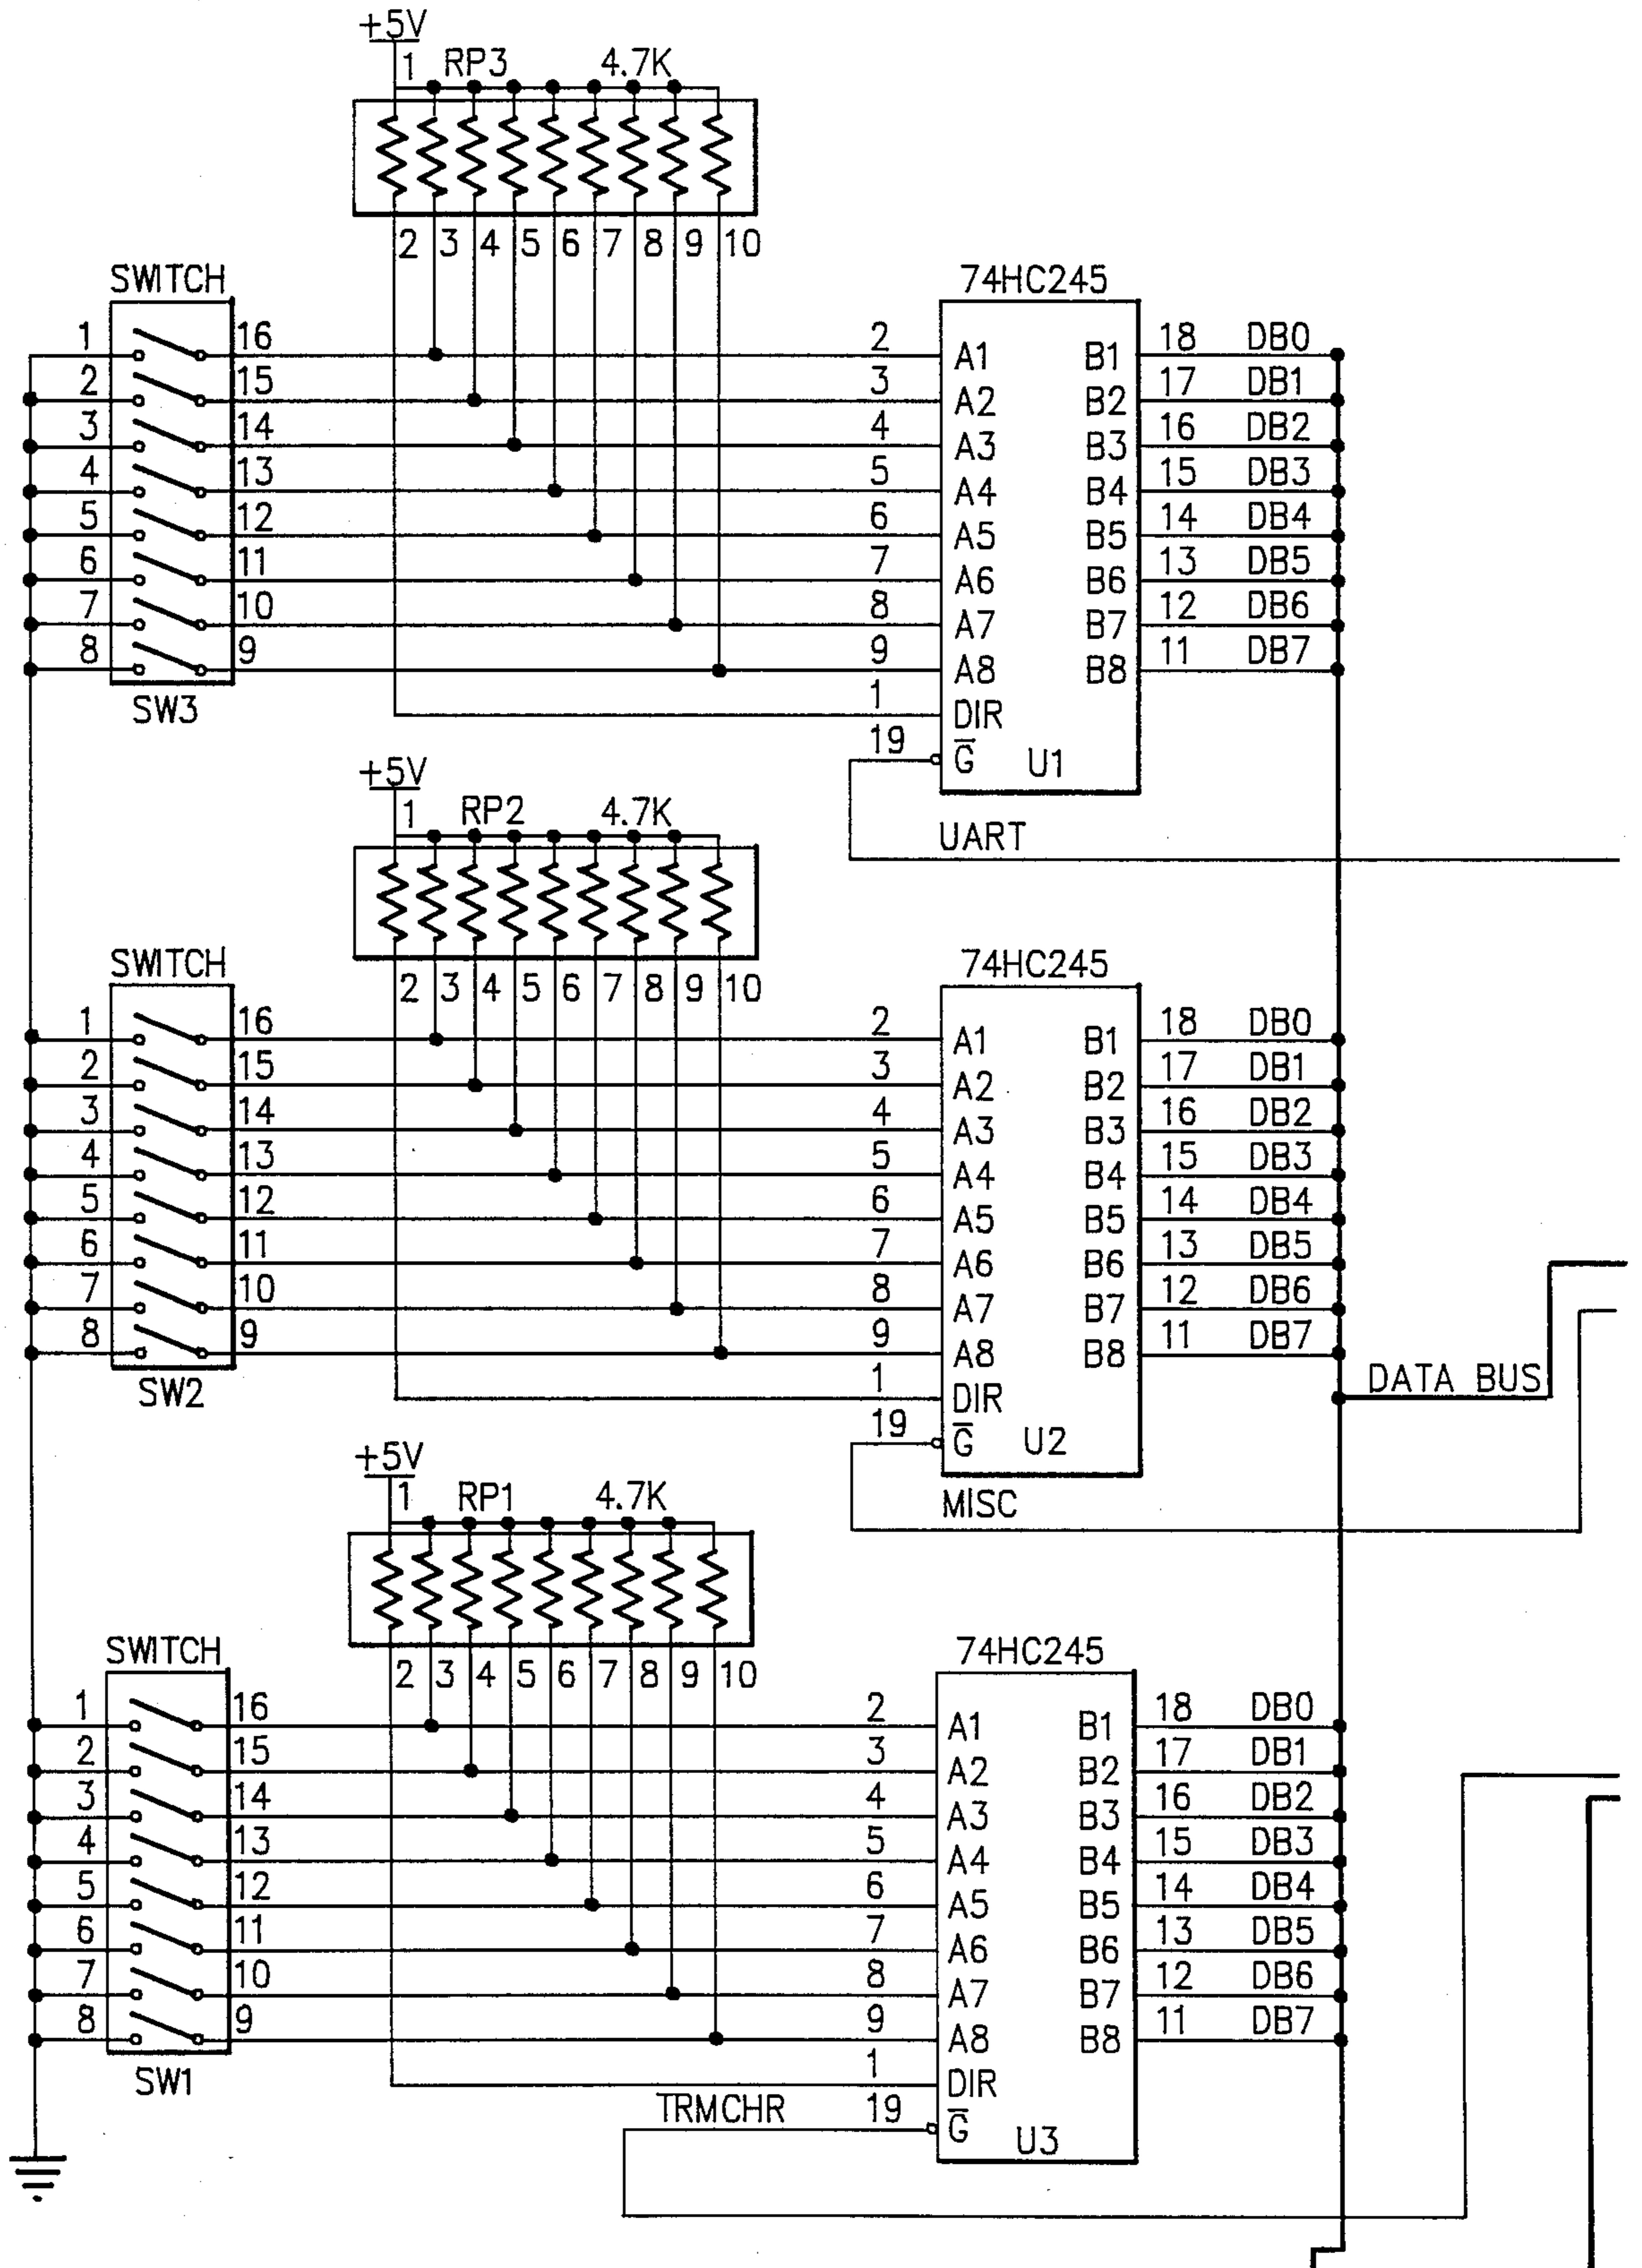 +5V
1 RP3 4.7K
2 3 4 5 6 7 8 9 10
SWITCH
74HC245
1 16 2 A1 B1 18 DB0
2 15 3 A2 B2 17 DB1
3 14 4 A3 B3 16 DB2
4 13 5 A4 B4 15 DB3
5 12 6 A5 B5 14 DB4
6 11 7 A6 B6 13 DB5
7 10 8 A7 B7 12 DB6
8 9 9 A8 B8 11 DB7
SW3
1 DIR
19 G̅ U1
UART
+5V
1 RP2 4.7K
2 3 4 5 6 7 8 9 10
SWITCH
74HC245
1 16 2 A1 B1 18 DB0
2 15 3 A2 B2 17 DB1
3 14 4 A3 B3 16 DB2
4 13 5 A4 B4 15 DB3
5 12 6 A5 B5 14 DB4
6 11 7 A6 B6 13 DB5
7 10 8 A7 B7 12 DB6
8 9 9 A8 B8 11 DB7
SW2
1 DIR
DATA BUS
19 G̅ U2
MISC
+5V
1 RP1 4.7K
2 3 4 5 6 7 8 9 10
SWITCH
74HC245
1 16 2 A1 B1 18 DB0
2 15 3 A2 B2 17 DB1
3 14 4 A3 B3 16 DB2
4 13 5 A4 B4 15 DB3
5 12 6 A5 B5 14 DB4
6 11 7 A6 B6 13 DB5
7 10 8 A7 B7 12 DB6
8 9 9 A8 B8 11 DB7
SW1
1 DIR
TRMCHR 19 G̅ U3